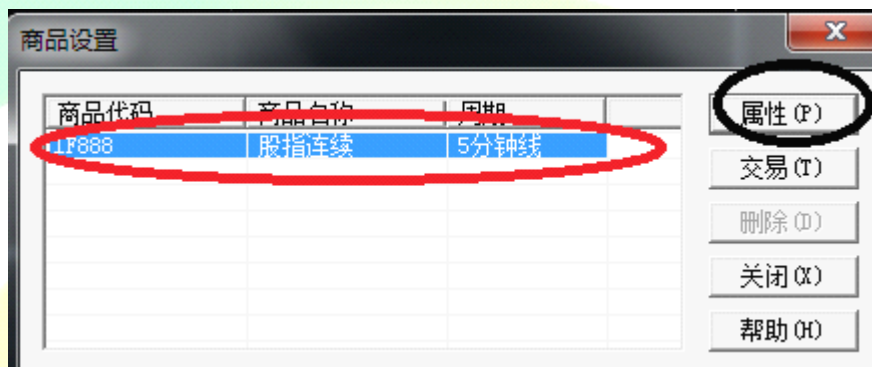 商品设置
商品代码 商品名称 周期
IF888 股指连续 5分钟线
属性(P)
交易(T)
删除(D)
关闭(X)
帮助(H)